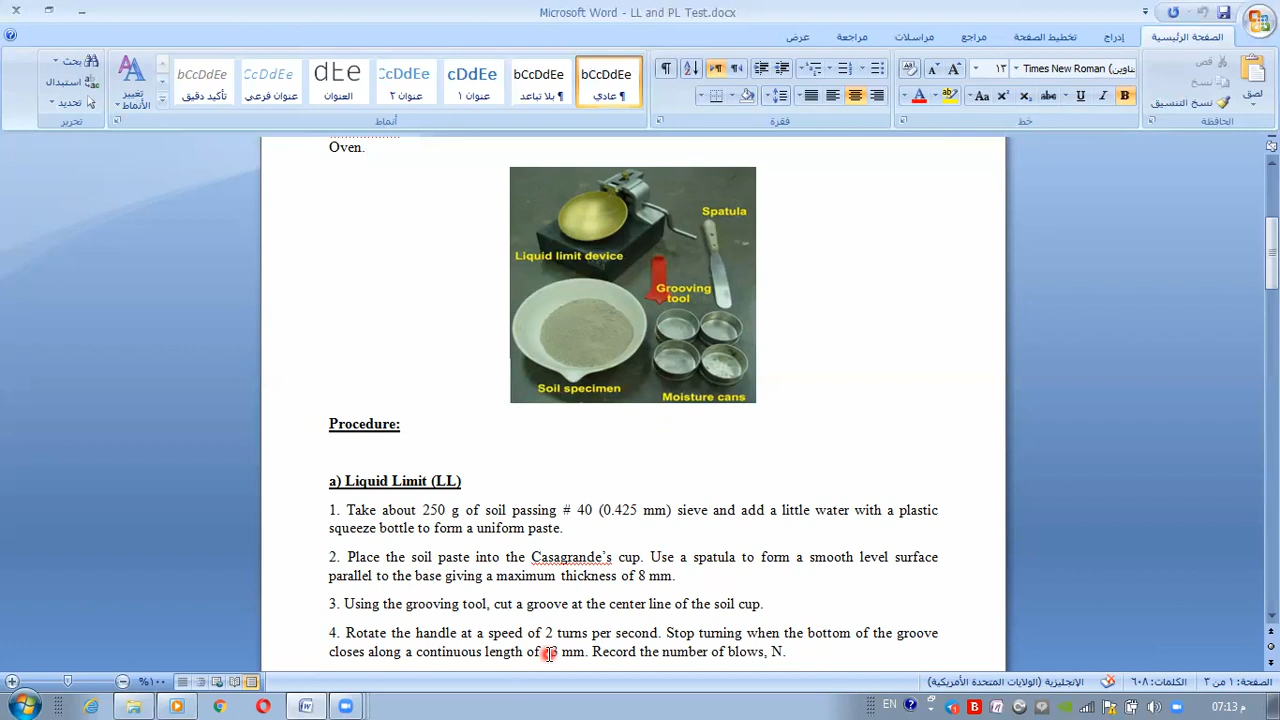 Microsoft Word - LL and PL Test.docx
الصفحة الرئيسية
إدراج
تخطيط الصفحة
مراجع
مراسلات
مراجعة
عرض
لصق
قص
نسخ
نسخ التنسيق
الحافظة
Times New Roman
١٣
خط
فقرة
AaBbCcDdEe
¶ عادي
¶ بلا تباعد
عنوان ١
عنوان ٢
العنوان
عنوان فرعي
تأكيد دقيق
تغيير الأنماط
أنماط
بحث
استبدال
تحديد
تحرير
Oven.
Liquid limit device
Spatula
Grooving tool
Soil specimen
Moisture cans
Procedure:
a) Liquid Limit (LL)
1. Take about 250 g of soil passing # 40 (0.425 mm) sieve and add a little water with a plastic
squeeze bottle to form a uniform paste.
2. Place the soil paste into the Casagrande’s cup. Use a spatula to form a smooth level surface
parallel to the base giving a maximum thickness of 8 mm.
3. Using the grooving tool, cut a groove at the center line of the soil cup.
4. Rotate the handle at a speed of 2 turns per second. Stop turning when the bottom of the groove
closes along a continuous length of mm. Record the number of blows, N.
الصفحة: ١ من ٣
الكلمات: ٦٠٨
الانجليزية (الولايات المتحدة الأمريكية)
١٠٠%
EN
07:13 م